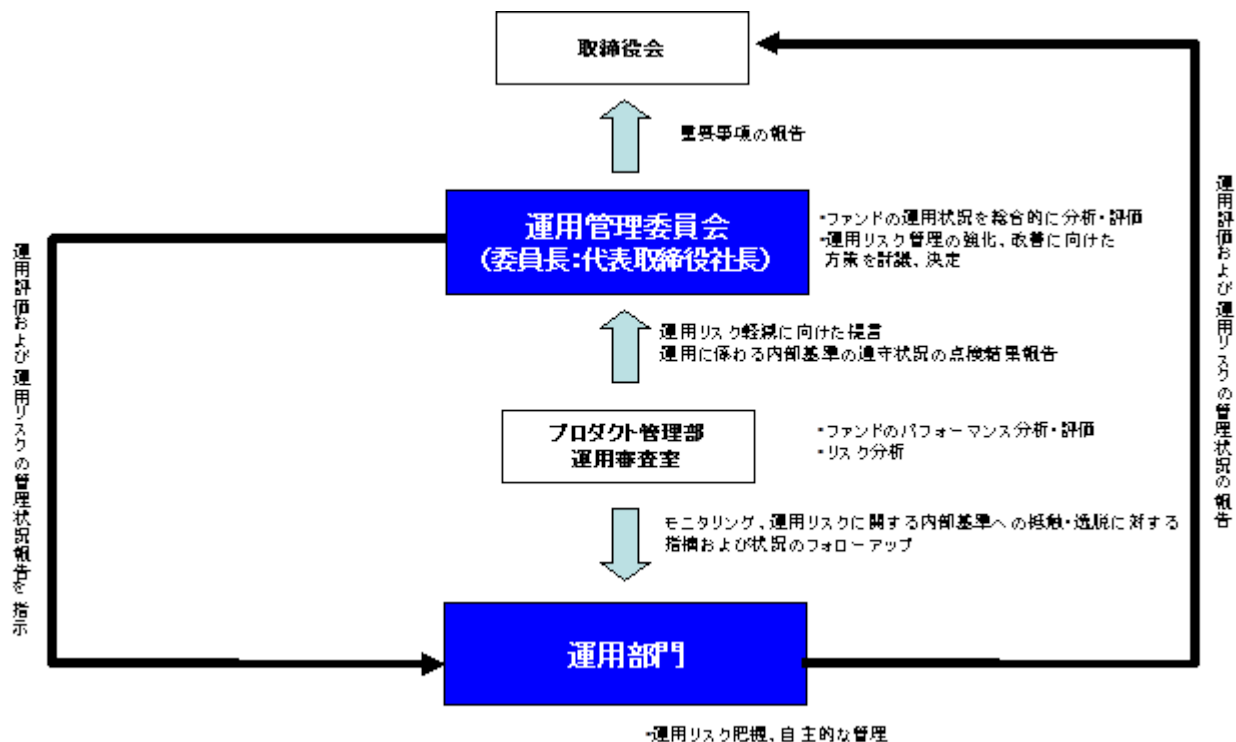 取締役会
重要事項の報告
運用管理委員会
(委員長:代表取締役社長)
・ファンドの運用状況を総合的に分析・評価
・運用リスク管理の強化、改善に向けた
方策を討議、決定
運用リスク軽減に向けた提言
運用に係わる内部基準の遵守状況の点検結果報告
プロダクト管理部
運用審査室
・ファンドのパフォーマンス分析・評価
・リスク分析
モニタリング、運用リスクに関する内部基準への抵触・逸脱に対する
指摘および状況のフォローアップ
運用部門
・運用リスク把握、自主的な管理
運用評価および運用リスクの管理状況報告を指示
運用評価および運用リスクの管理状況の報告